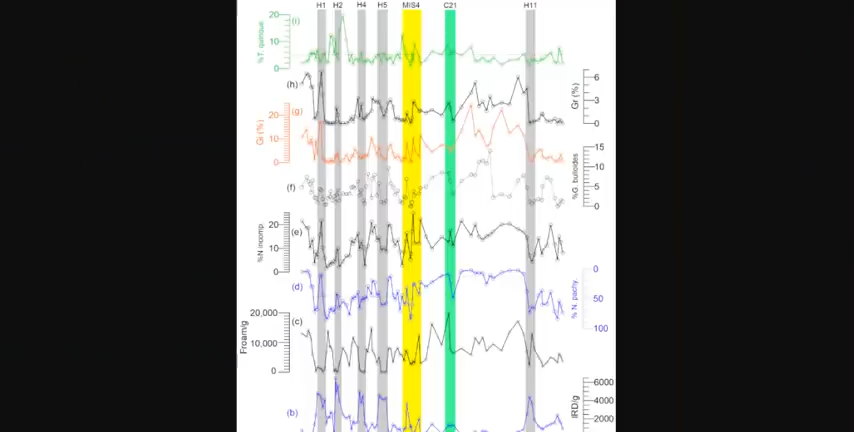 H1 H2 H4 H5 MIS4 C21 H11
20
10
0
%T. quinque.
(i)
(h)
6
3
0
Gr (%)
20
10
0
Gi (%)
(g)
15
10
5
0
%G. bulloides
(f)
20
10
0
%N incomp.
(e)
0
50
100
% N. pachy
(d)
20,000
10,000
0
Froam/g
(c)
6000
4000
2000
IRD/g
(b)